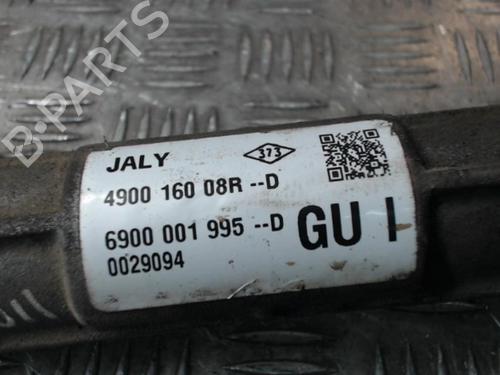 B-PARTS
JALY
373
4900 160 08R --D
6900 001 995 --D
GU I
0029094